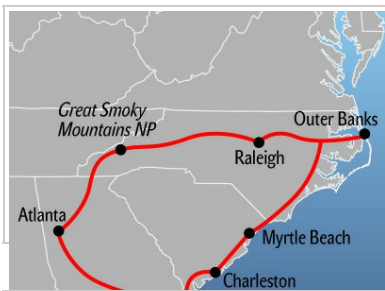 Great Smoky
Mountains NP
Outer Banks
Raleigh
Atlanta
Myrtle Beach
Charleston